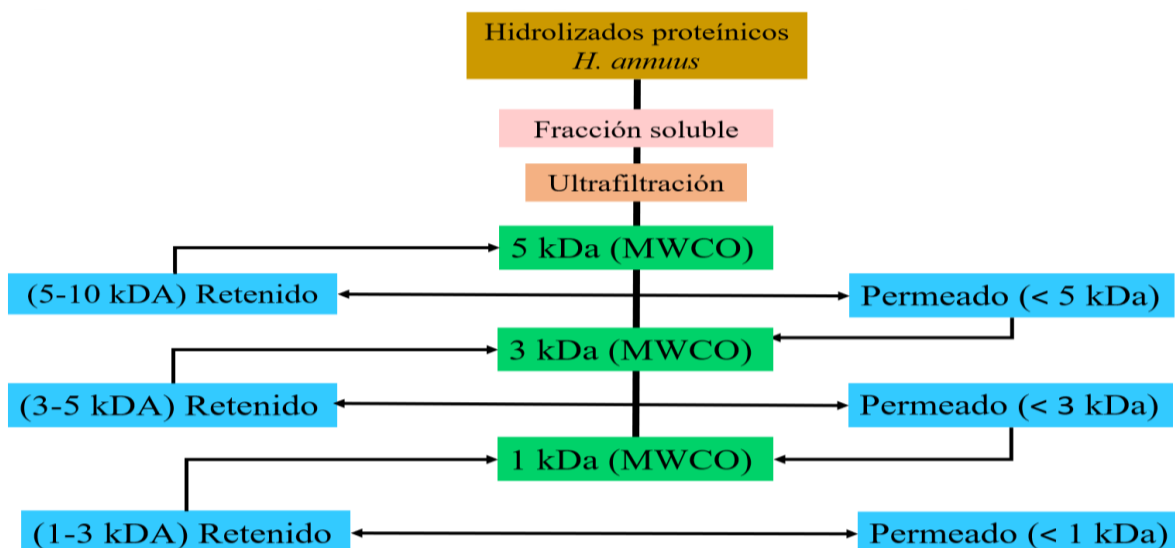 Hidrolizados proteínicos
H. annuus
Fracción soluble
Ultrafiltración
5 kDa (MWCO)
(5-10 kDA) Retenido
Permeado (< 5 kDa)
3 kDa (MWCO)
(3-5 kDA) Retenido
Permeado (< 3 kDa)
1 kDa (MWCO)
(1-3 kDA) Retenido
Permeado (< 1 kDa)